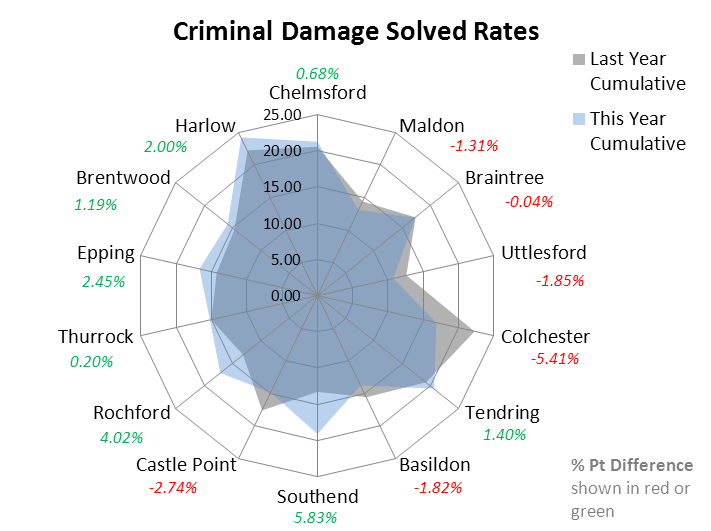 Criminal Damage Solved Rates
Last Year
Cumulative
This Year
Cumulative
0.68%
Chelmsford
Maldon
-1.31%
Braintree
-0.04%
Uttlesford
-1.85%
Colchester
-5.41%
Tendring
1.40%
Basildon
-1.82%
Southend
5.83%
Castle Point
-2.74%
Rochford
4.02%
Thurrock
0.20%
Epping
2.45%
Brentwood
1.19%
Harlow
2.00%
25.00
20.00
15.00
10.00
5.00
0.00
% Pt Difference
shown in red or
green